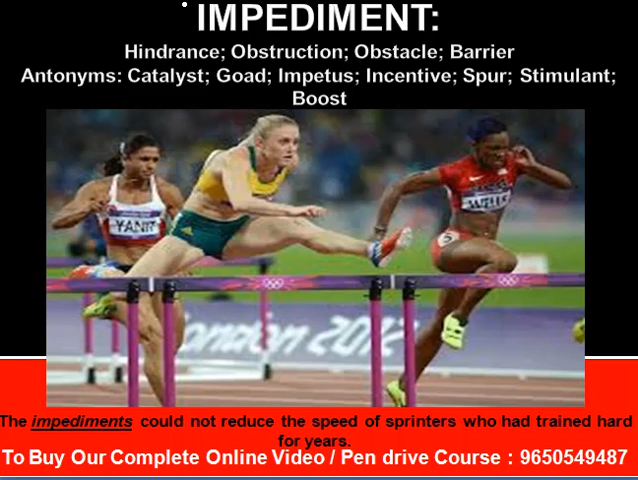 IMPEDIMENT:
Hindrance; Obstruction; Obstacle; Barrier
Antonyms: Catalyst; Goad; Impetus; Incentive; Spur; Stimulant;
Boost
YANIT
WELLS
London 2012
The impediments could not reduce the speed of sprinters who had trained hard
for years.
To Buy Our Complete Online Video / Pen drive Course : 9650549487